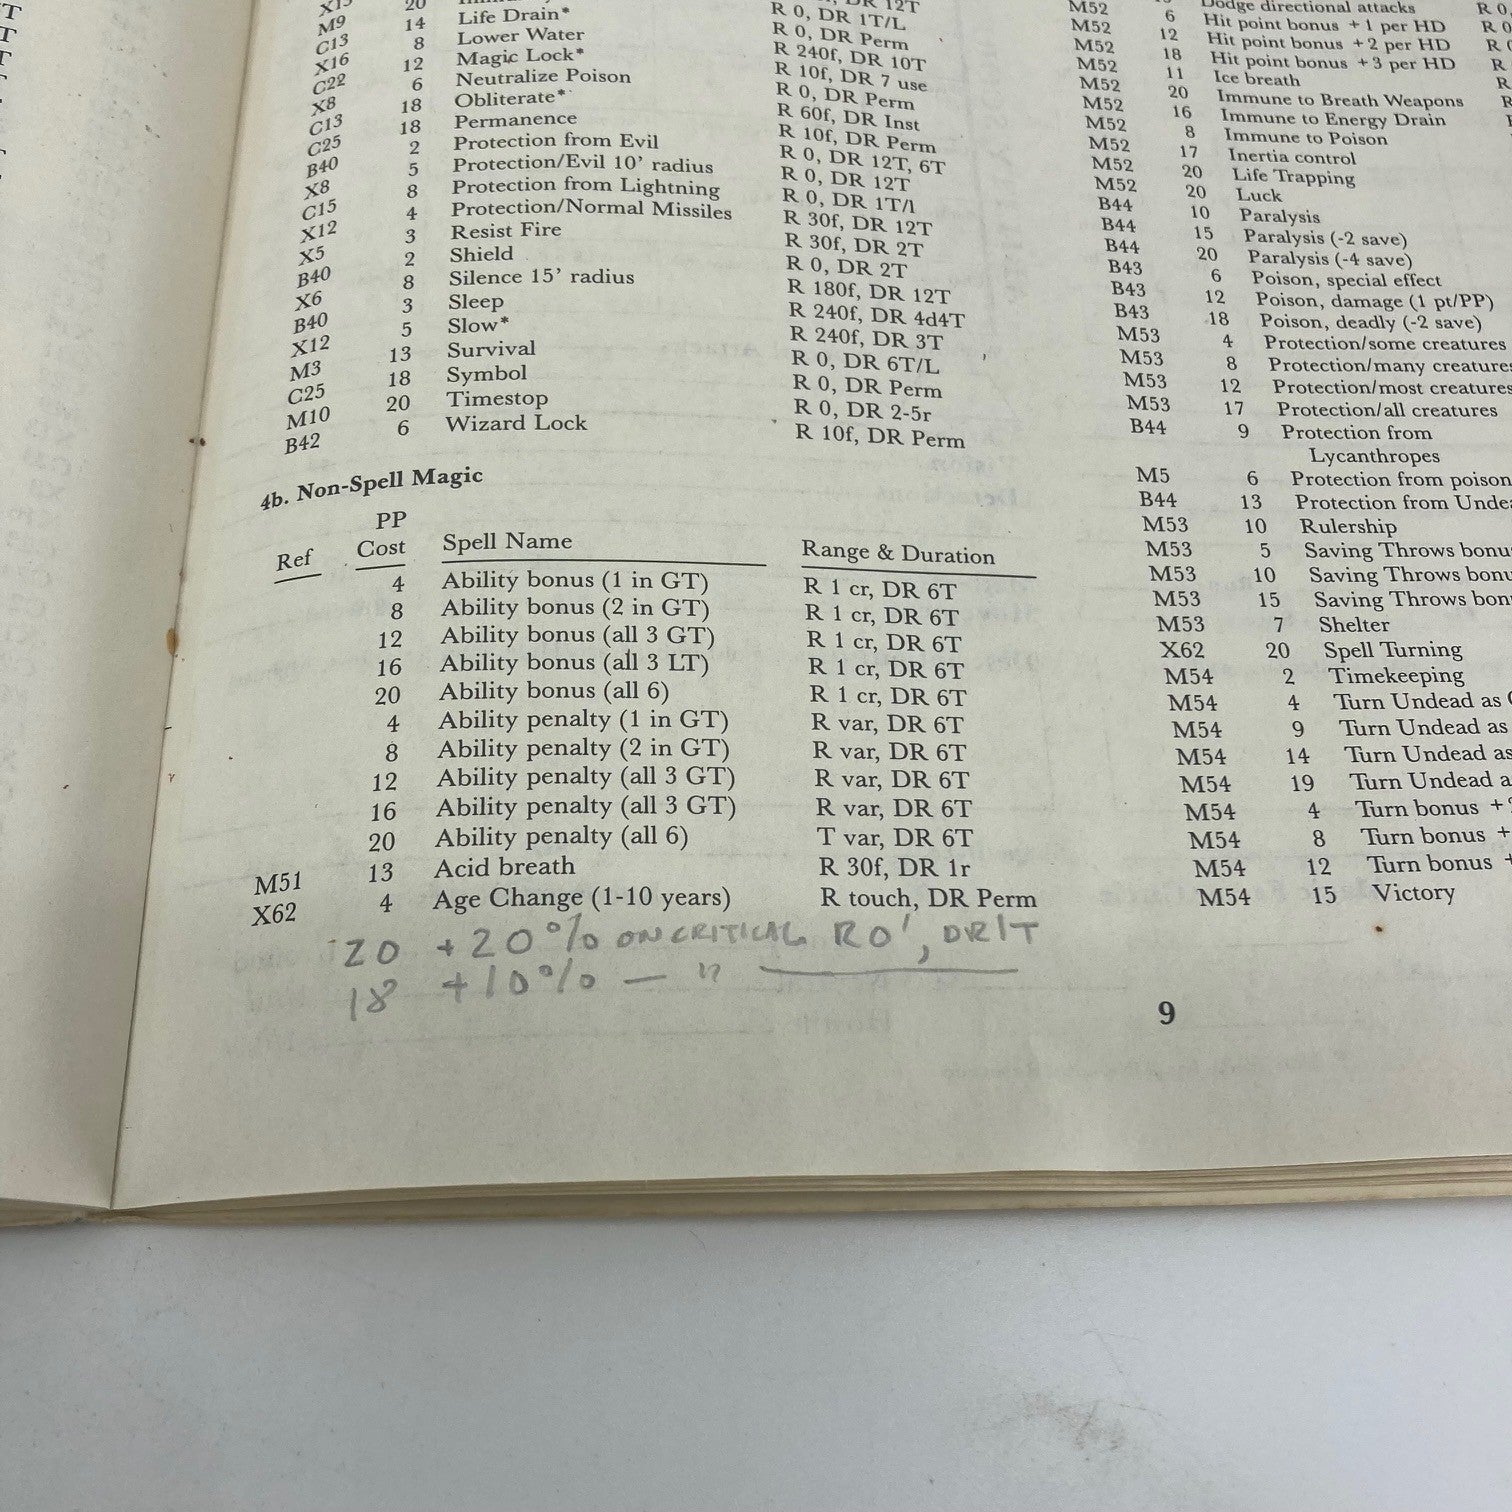 20
M9 14 Life Drain* R 0, DR 1T/L
C13 8 Lower Water R 0, DR Perm
X16 12 Magic Lock* R 240f, DR 10T
C22 6 Neutralize Poison R 10f, DR 7 use
X8 18 Obliterate* R 0, DR Perm
C13 18 Permanence R 60f, DR Inst
C25 2 Protection from Evil R 10f, DR Perm
B40 5 Protection/Evil 10' radius R 0, DR 12T, 6T
X8 8 Protection from Lightning R 0, DR 12T
C15 4 Protection/Normal Missiles R 0, DR 1T/l
X12 3 Resist Fire R 30f, DR 12T
X5 2 Shield R 30f, DR 2T
B40 8 Silence 15' radius R 0, DR 2T
X6 3 Sleep R 180f, DR 12T
B40 5 Slow* R 240f, DR 4d4T
X12 13 Survival R 240f, DR 3T
M3 18 Symbol R 0, DR 6T/L
C25 20 Timestop R 0, DR Perm
M10 6 Wizard Lock R 0, DR 2-5r
B42 R 10f, DR Perm
4b. Non-Spell Magic
Ref PP Cost Spell Name Range & Duration
4 Ability bonus (1 in GT) R 1 cr, DR 6T
8 Ability bonus (2 in GT) R 1 cr, DR 6T
12 Ability bonus (all 3 GT) R 1 cr, DR 6T
16 Ability bonus (all 3 LT) R 1 cr, DR 6T
20 Ability bonus (all 6) R 1 cr, DR 6T
4 Ability penalty (1 in GT) R var, DR 6T
8 Ability penalty (2 in GT) R var, DR 6T
12 Ability penalty (all 3 GT) R var, DR 6T
16 Ability penalty (all 3 GT) R var, DR 6T
20 Ability penalty (all 6) T var, DR 6T
M51 13 Acid breath R 30f, DR 1r
X62 4 Age Change (1-10 years) R touch, DR Perm
20 +20% ON CRITICAL R 0', DR 1T
18 +10% — " —
M52 Dodge directional attacks R 0,
M52 6 Hit point bonus + 1 per HD R 0
M52 12 Hit point bonus + 2 per HD R
M52 18 Hit point bonus + 3 per HD R
M52 11 Ice breath R
M52 20 Immune to Breath Weapons
M52 16 Immune to Energy Drain
M52 8 Immune to Poison
M52 17 Inertia control
M52 20 Life Trapping
B44 20 Luck
B44 10 Paralysis
B44 15 Paralysis (-2 save)
B43 20 Paralysis (-4 save)
B43 6 Poison, special effect
B43 12 Poison, damage (1 pt/PP)
M53 18 Poison, deadly (-2 save)
M53 4 Protection/some creatures
M53 8 Protection/many creatures
M53 12 Protection/most creatures
B44 17 Protection/all creatures
9 Protection from
Lycanthropes
M5 6 Protection from poison
B44 13 Protection from Unde
M53 10 Rulership
M53 5 Saving Throws bonu
M53 10 Saving Throws bonu
M53 15 Saving Throws bon
M53 7 Shelter
X62 20 Spell Turning
M54 2 Timekeeping
M54 4 Turn Undead as
M54 9 Turn Undead as
M54 14 Turn Undead as
M54 19 Turn Undead a
M54 4 Turn bonus +
M54 8 Turn bonus +
M54 12 Turn bonus +
M54 15 Victory
9